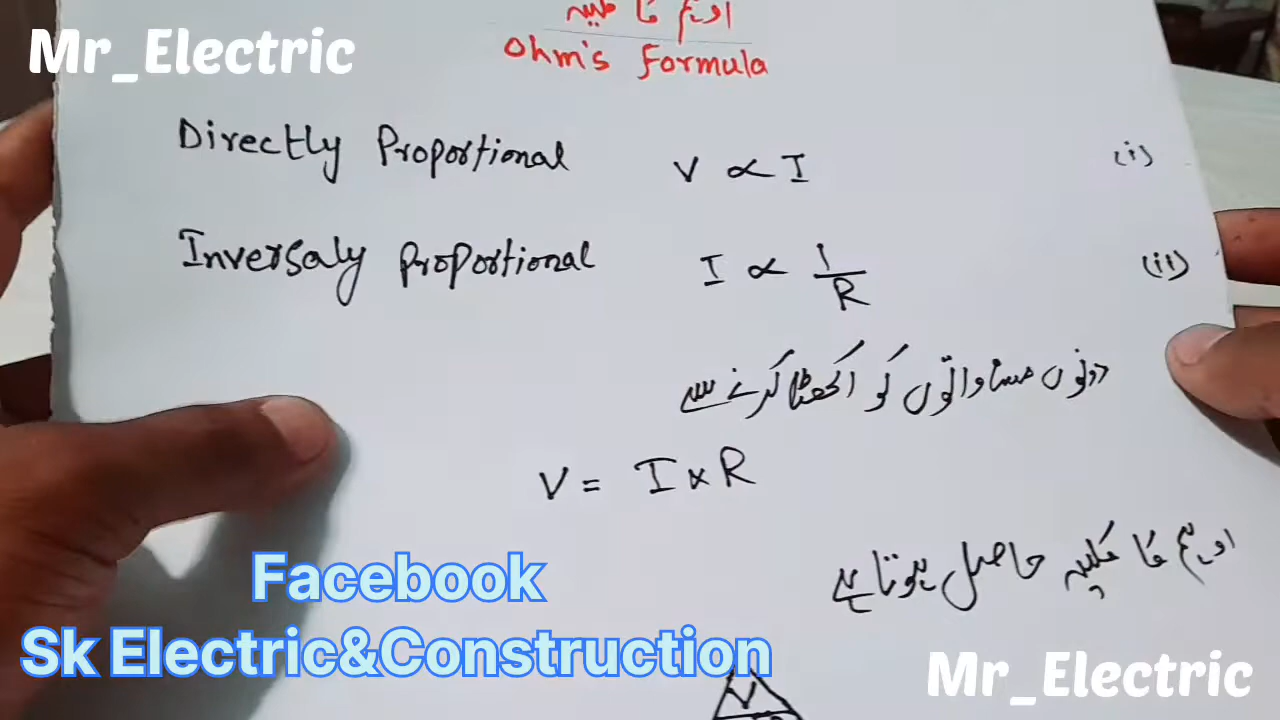 Mr_Electric
اوہم کا کلیہ
Ohm's Formula
Directly Proportional V ∝ I (i)
Inversaly Proportional I ∝ 1/R (ii)
دونوں مساواتوں کو اکھٹا کرنے سے
V = I × R
اوہم کا کلیہ حاصل ہوتا ہے
Facebook
Sk Electric&Construction
V
Mr_Electric